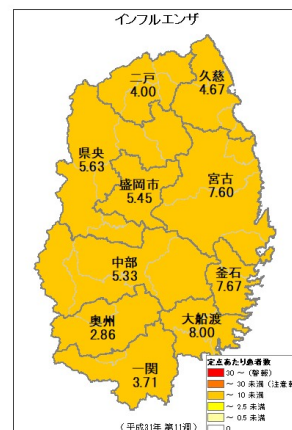 インフルエンザ
二戸
4.00
久慈
4.67
県央
5.63
盛岡市
5.45
宮古
7.60
中部
5.33
釜石
7.67
奥州
2.86
大船渡
8.00
一関
3.71
定点あたり患者数
30 ~ (警報)
~ 30 未満 (注意報
~ 10 未満
~ 2.5 未満
~ 0.5 未満
0
(平成31年 第11週)